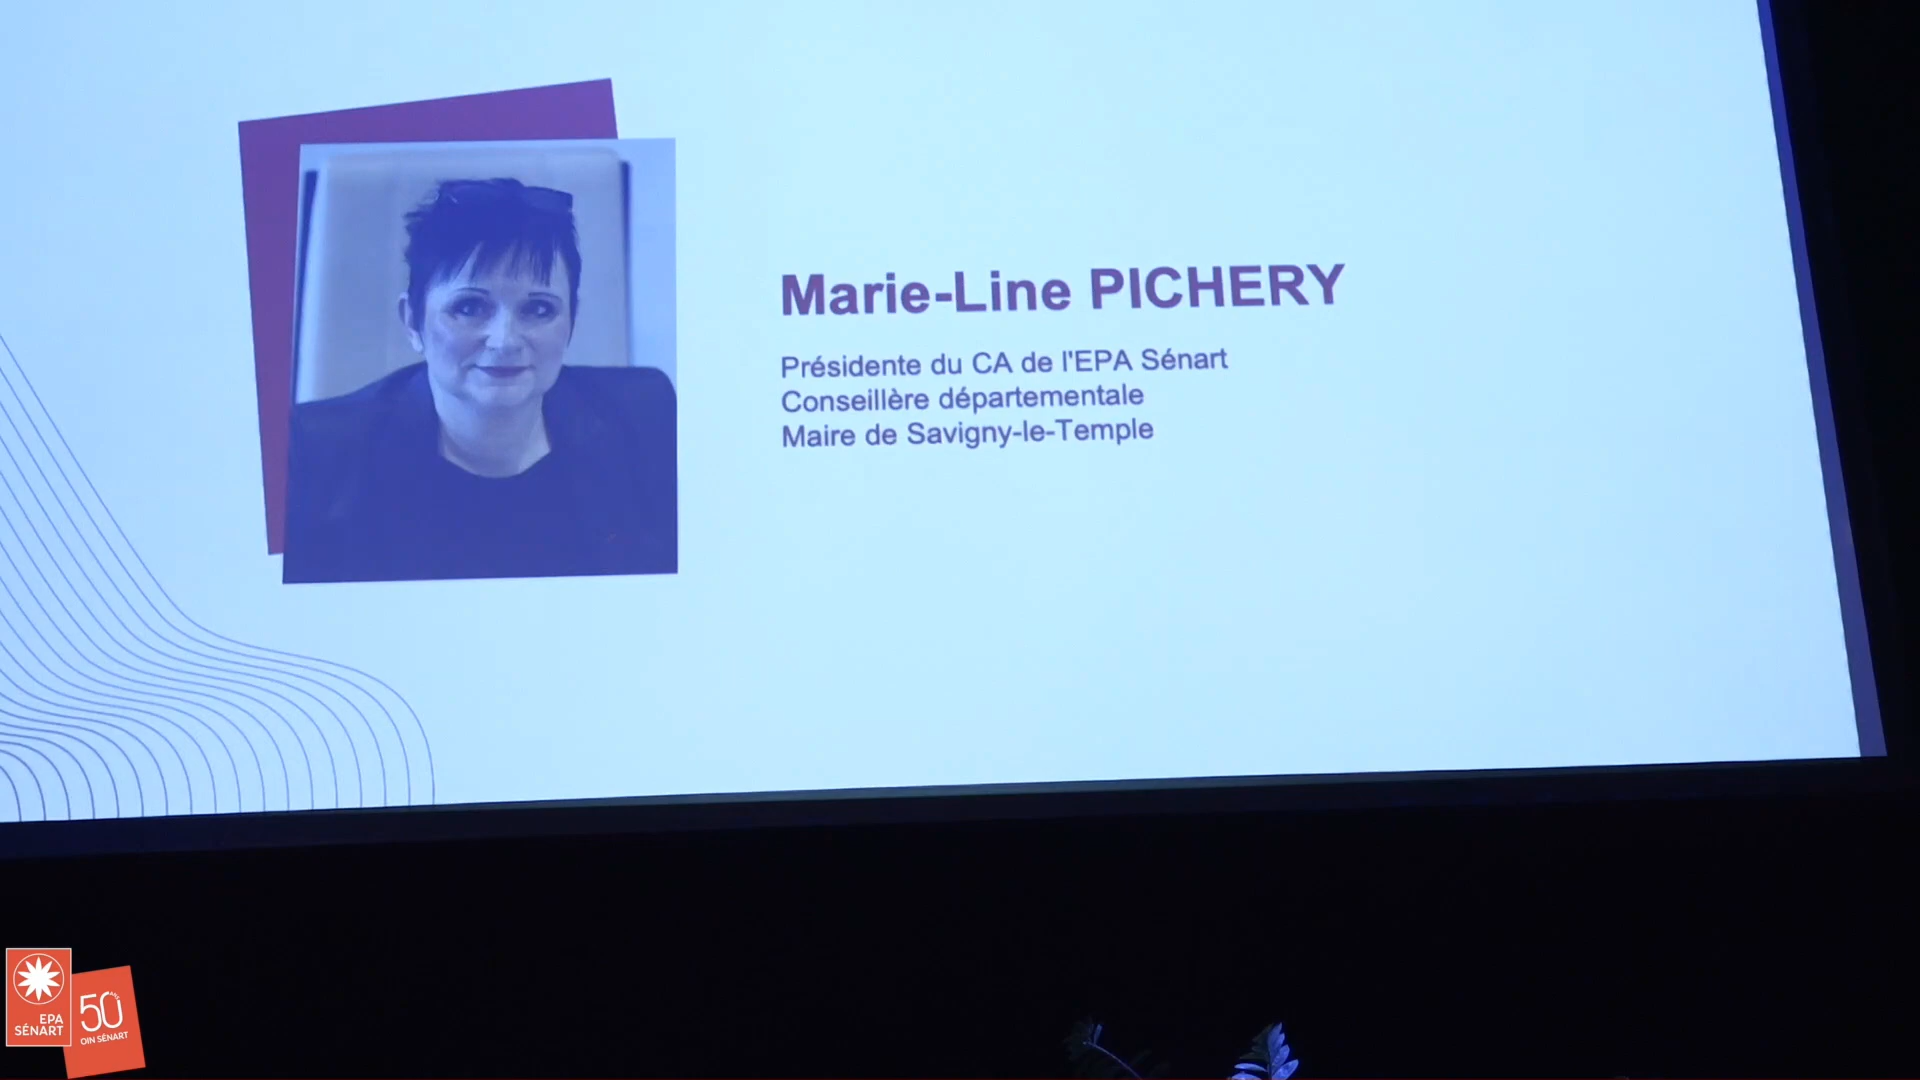 Marie-Line PICHERY
Présidente du CA de l'EPA Sénart
Conseillère départementale
Maire de Savigny-le-Temple
EPA
SÉNART
50
OIN SÉNART